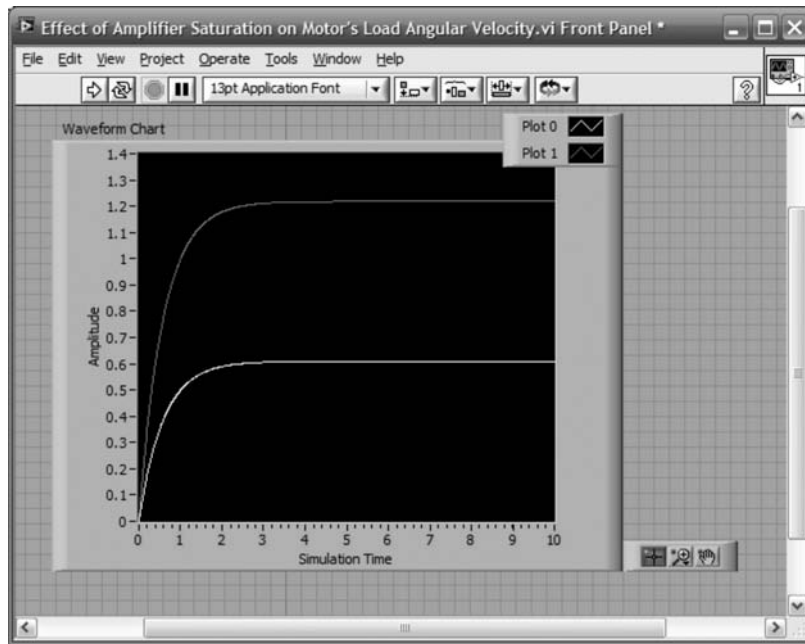 Effect of Amplifier Saturation on Motor's Load Angular Velocity.vi Front Panel *
File Edit View Project Operate Tools Window Help
13pt Application Font
1
Waveform Chart
Plot 0
Plot 1
1.4
1.3
1.2
1.1
1
0.9
0.8
0.7
0.6
0.5
0.4
0.3
0.2
0.1
0
Amplitude
0 1 2 3 4 5 6 7 8 9 10
Simulation Time